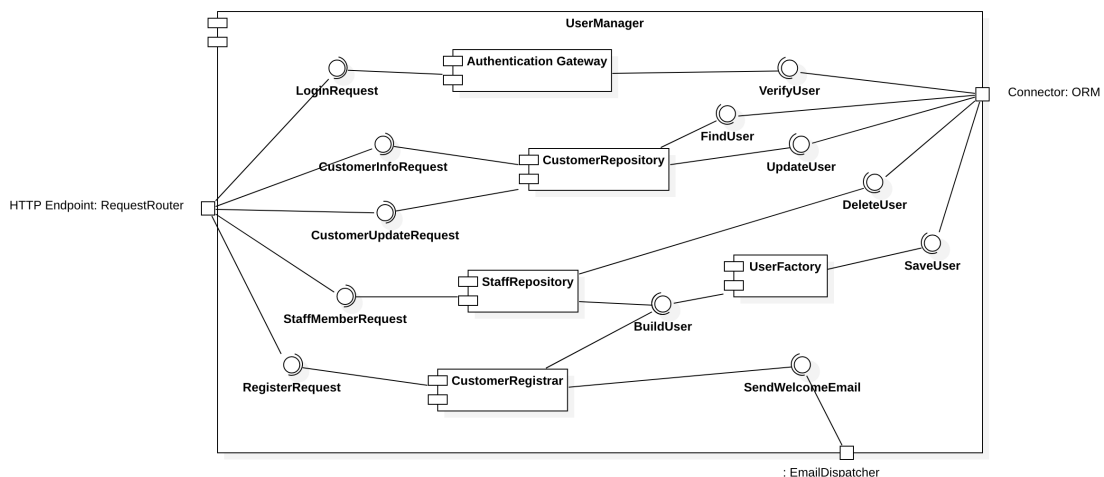 UserManager
Authentication Gateway
LoginRequest
VerifyUser
Connector: ORM
FindUser
CustomerInfoRequest
CustomerRepository
UpdateUser
HTTP Endpoint: RequestRouter
DeleteUser
CustomerUpdateRequest
UserFactory
SaveUser
StaffRepository
StaffMemberRequest
BuildUser
RegisterRequest
CustomerRegistrar
SendWelcomeEmail
: EmailDispatcher